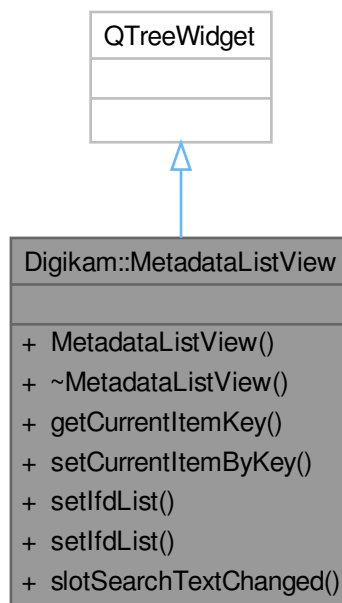 QTreeWidget
Digikam::MetadataListView
+ MetadataListView()
+ ~MetadataListView()
+ getCurrentItemKey()
+ setCurrentItemByKey()
+ setIfdList()
+ setIfdList()
+ slotSearchTextChanged()